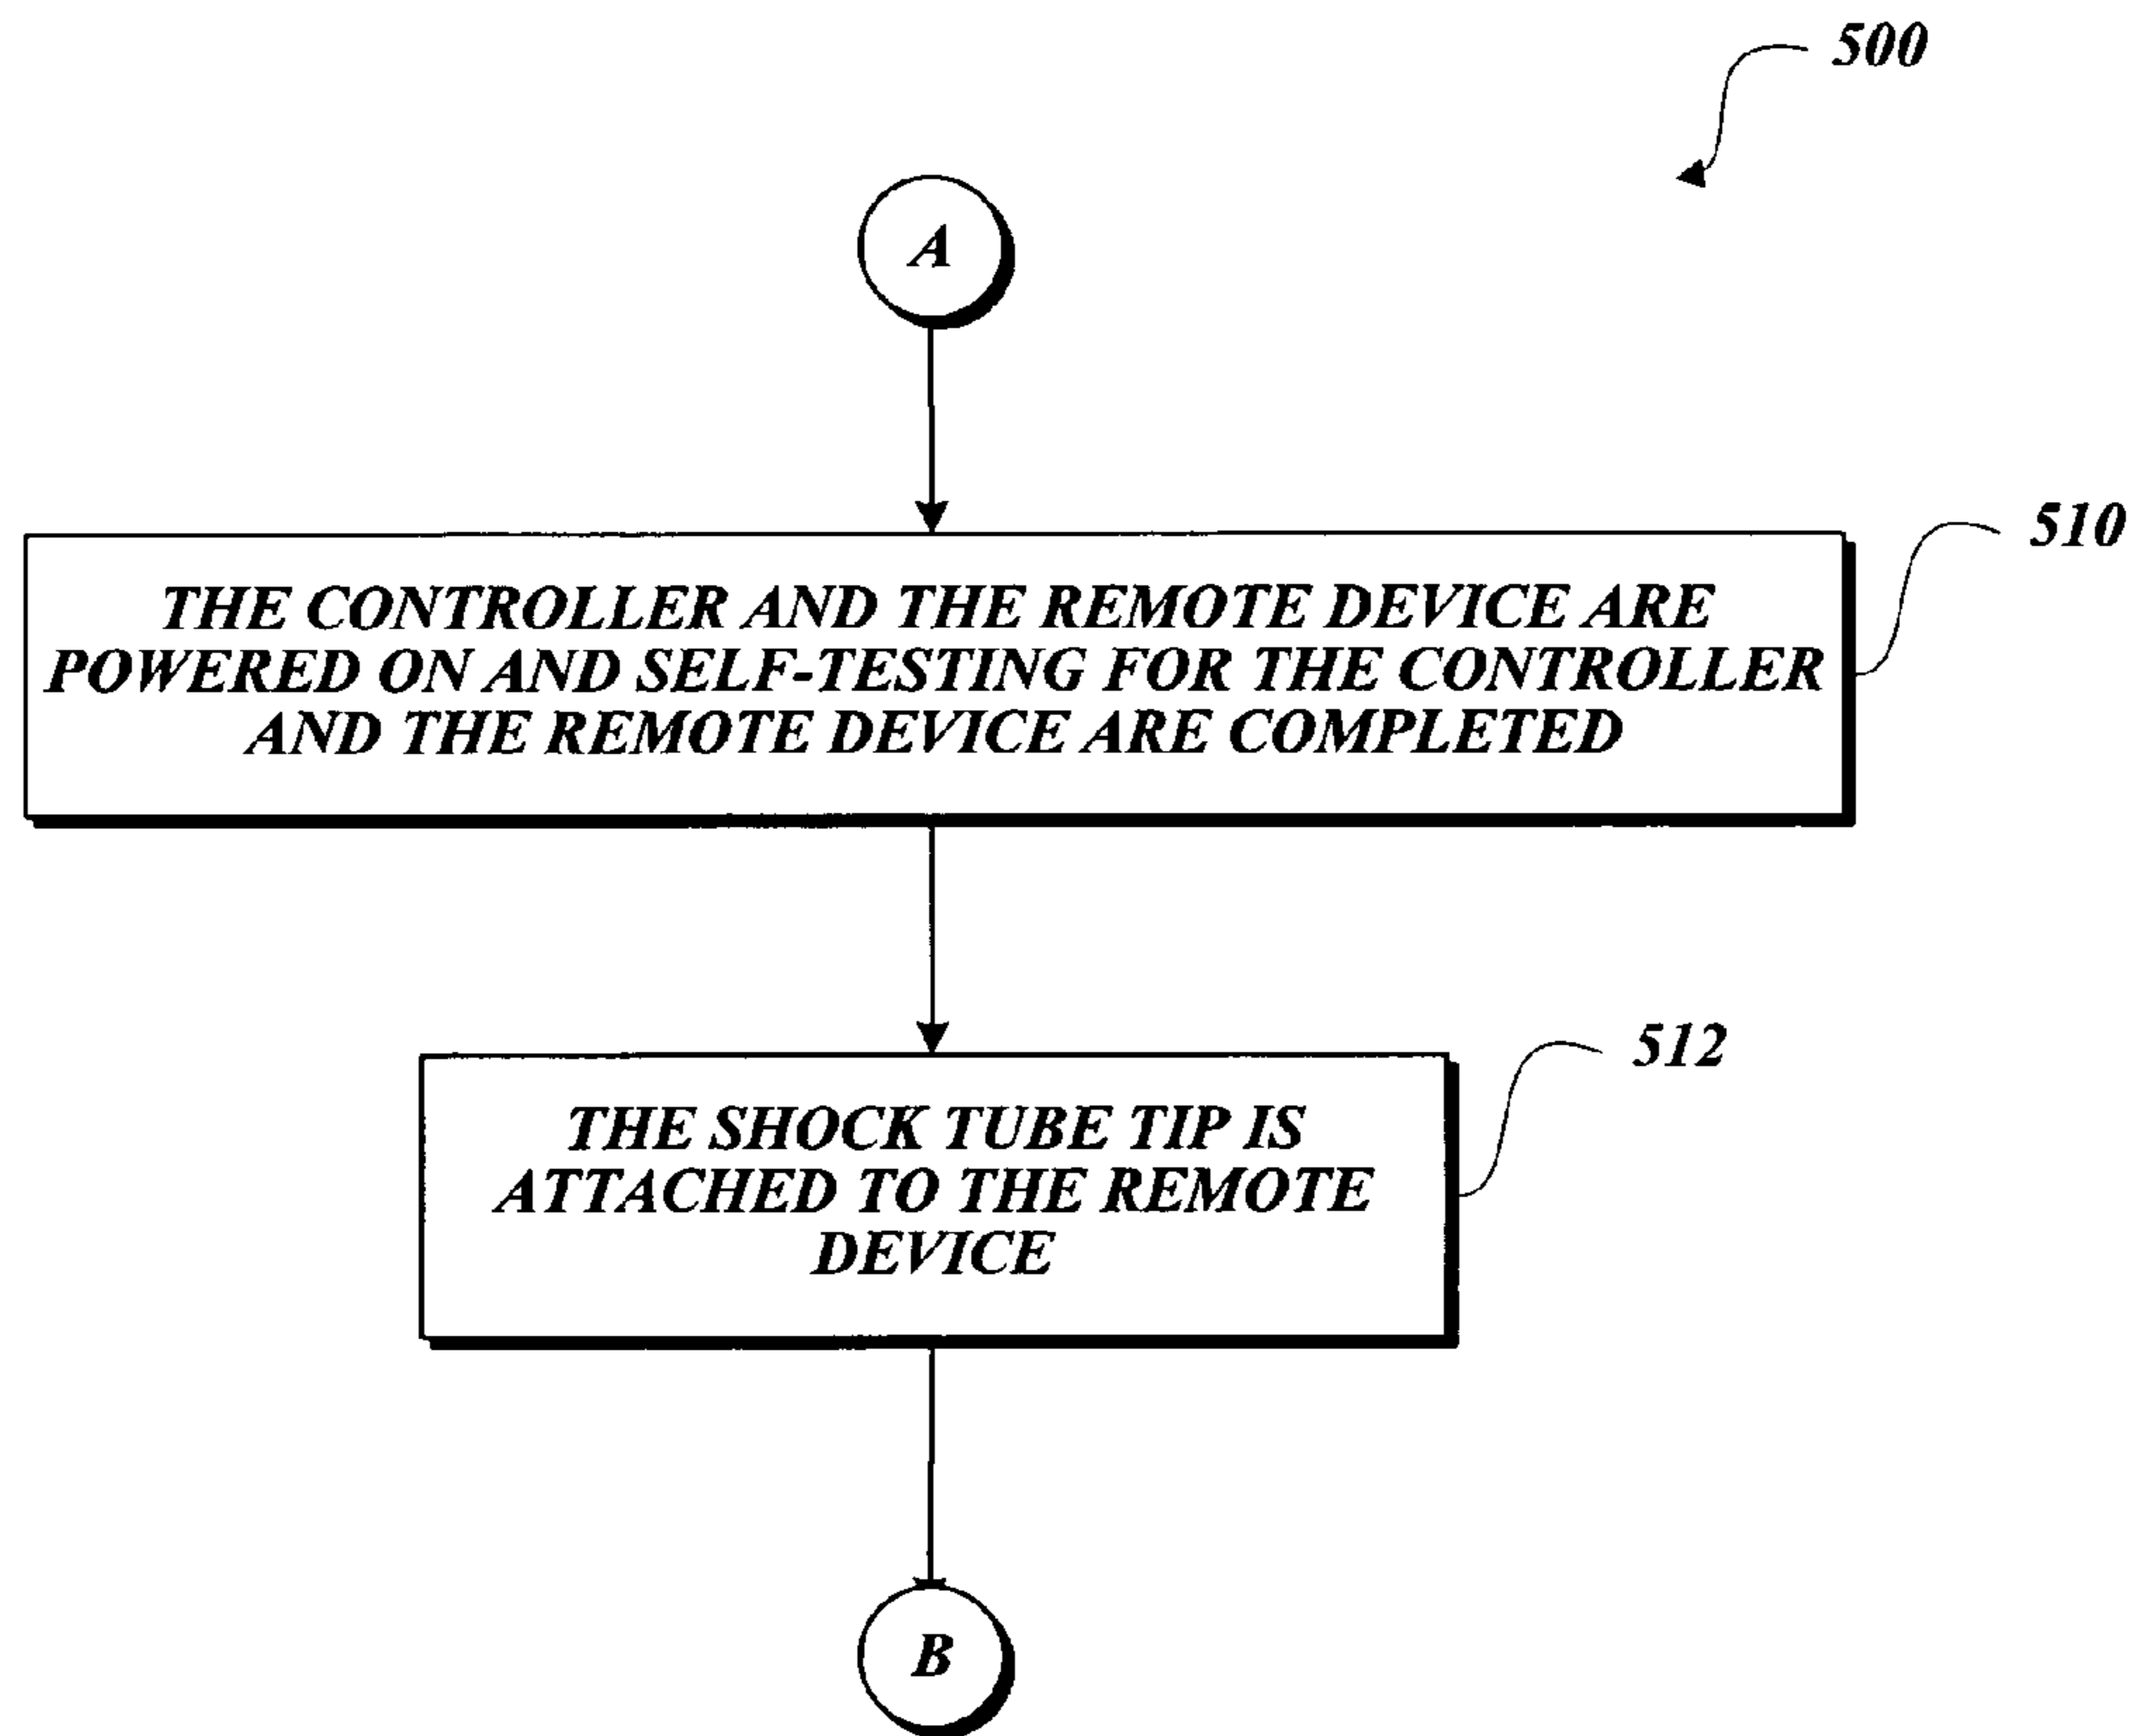 500
A
510
THE CONTROLLER AND THE REMOTE DEVICE ARE
POWERED ON AND SELF-TESTING FOR THE CONTROLLER
AND THE REMOTE DEVICE ARE COMPLETED
512
THE SHOCK TUBE TIP IS
ATTACHED TO THE REMOTE
DEVICE
B